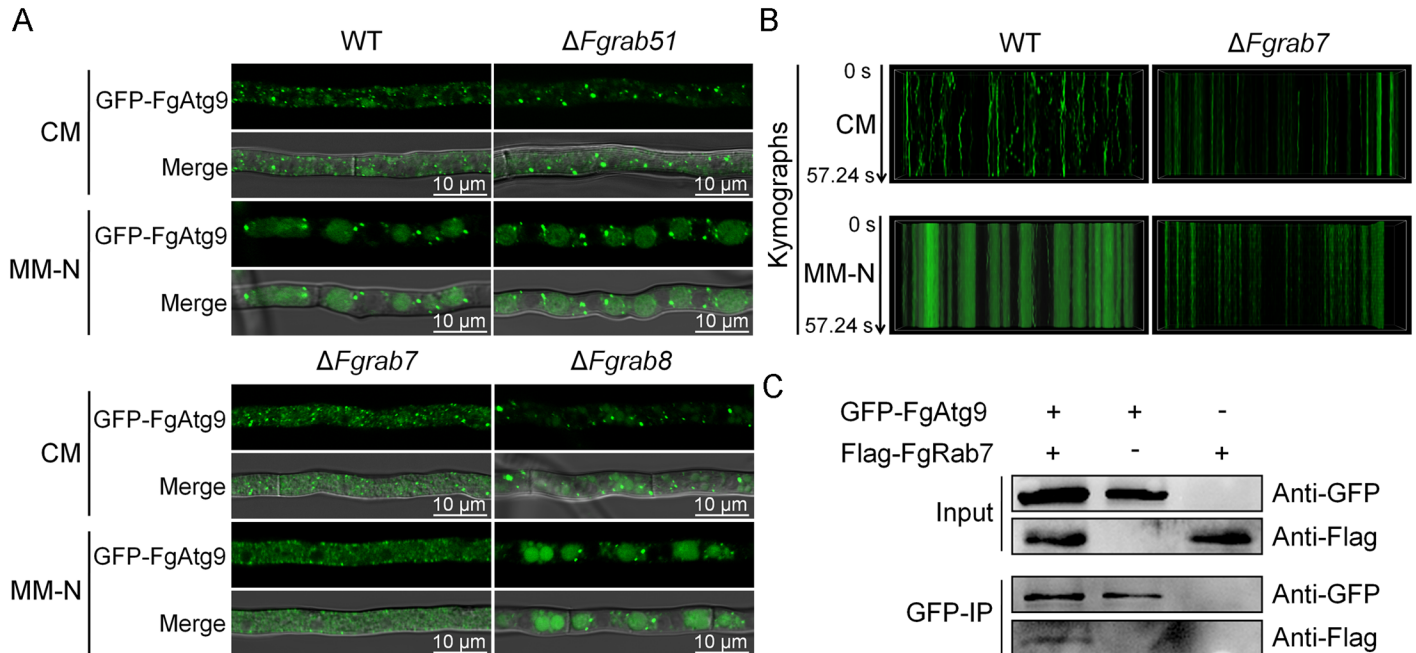 A
WT
ΔFgrab51
CM
GFP-FgAtg9
Merge
10 μm
10 μm
MM-N
GFP-FgAtg9
Merge
10 μm
10 μm
ΔFgrab7
ΔFgrab8
CM
GFP-FgAtg9
Merge
10 μm
10 μm
MM-N
GFP-FgAtg9
Merge
10 μm
10 μm
B
WT
ΔFgrab7
Kymographs
0 s
CM
57.24 s
0 s
MM-N
57.24 s
C
GFP-FgAtg9 + + -
Flag-FgRab7 + - +
Input
Anti-GFP
Anti-Flag
GFP-IP
Anti-GFP
Anti-Flag